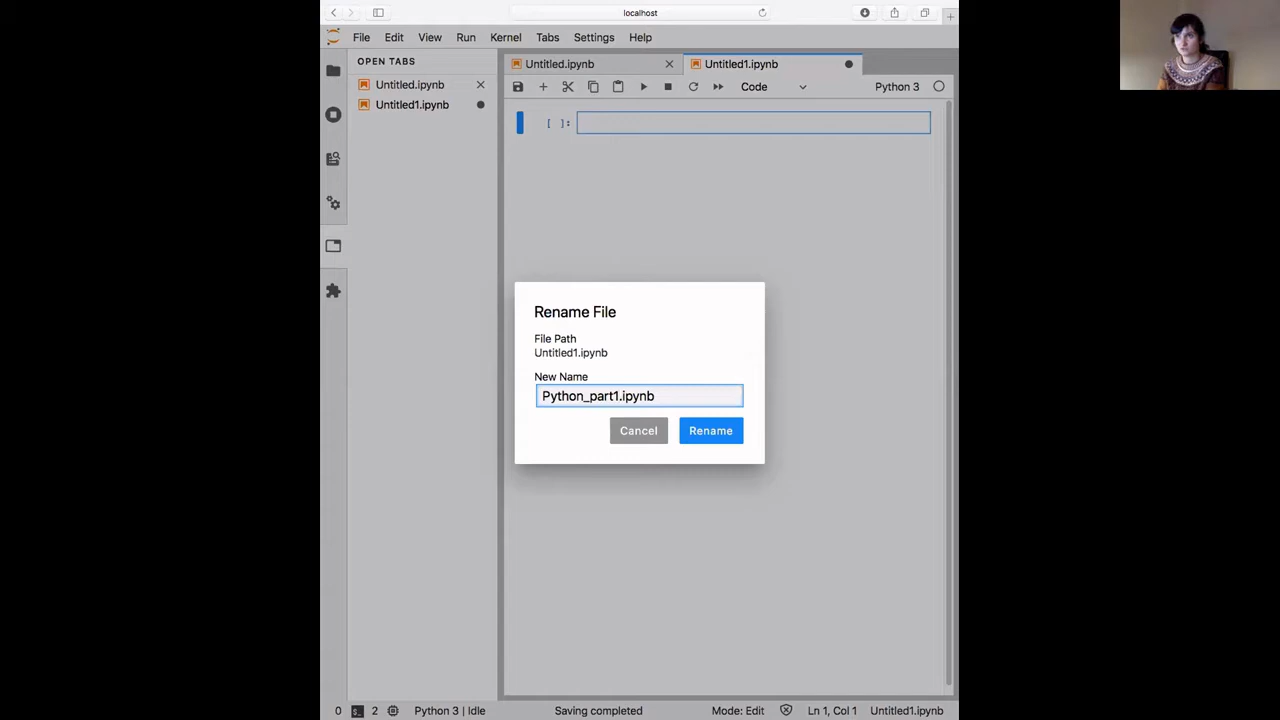 localhost
File Edit View Run Kernel Tabs Settings Help
OPEN TABS
Untitled.ipynb
Untitled1.ipynb
Untitled.ipynb
Untitled1.ipynb
Code
Python 3
[ ]:
Rename File
File Path
Untitled1.ipynb
New Name
Python_part1.ipynb
Cancel Rename
0 $_ 2 Python 3 | Idle Saving completed Mode: Edit Ln 1, Col 1 Untitled1.ipynb